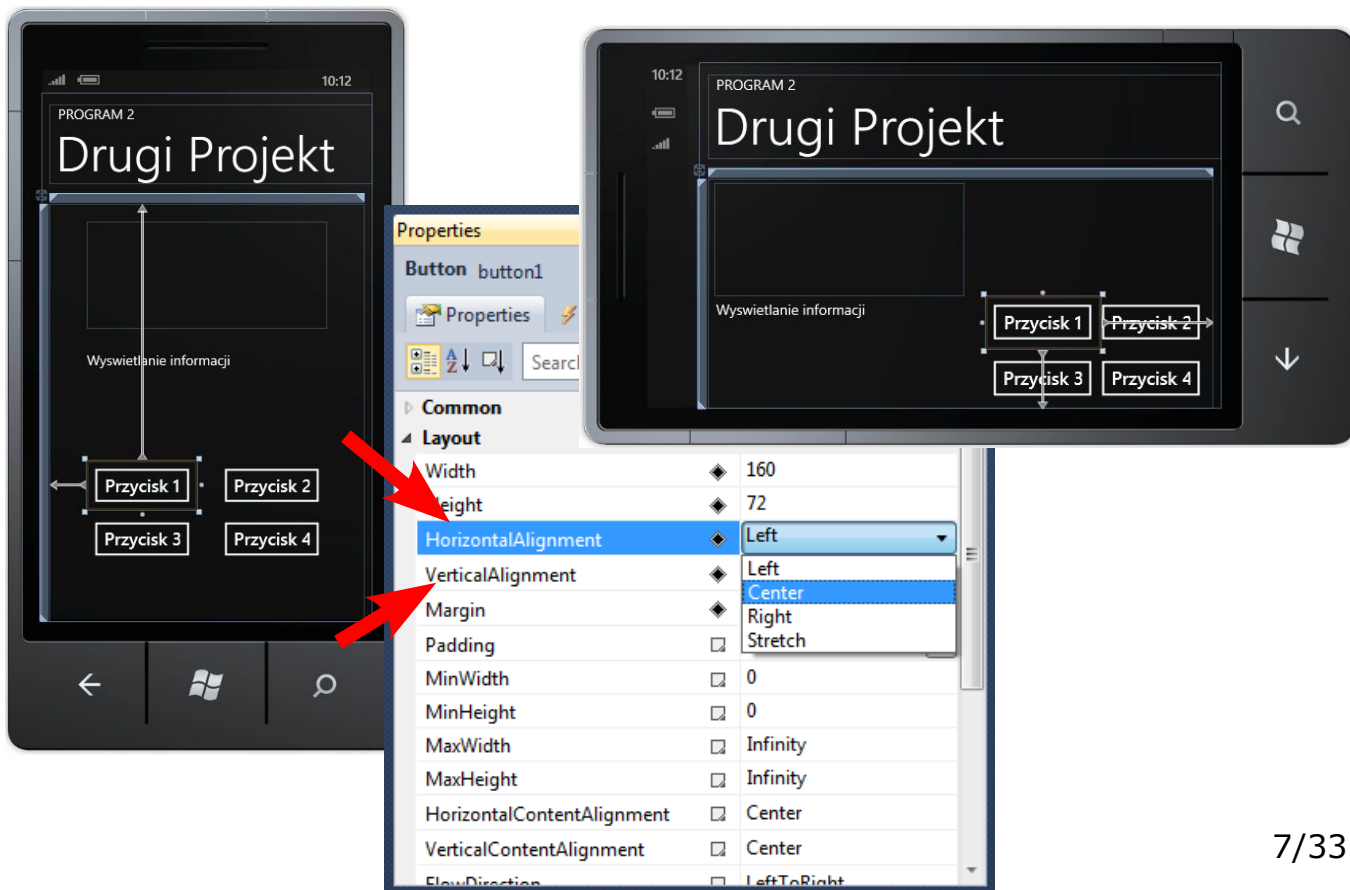 10:12
PROGRAM 2
Drugi Projekt
Wyswietlanie informacji
Przycisk 1
Przycisk 2
Przycisk 3
Przycisk 4
10:12
PROGRAM 2
Drugi Projekt
Wyswietlanie informacji
Przycisk 1
Przycisk 2
Przycisk 3
Przycisk 4
Properties
Button button1
Properties
Common
Layout
Width 160
Height 72
HorizontalAlignment Left
Left
Center
Right
Stretch
VerticalAlignment
Margin
Padding
MinWidth 0
MinHeight 0
MaxWidth Infinity
MaxHeight Infinity
HorizontalContentAlignment Center
VerticalContentAlignment Center
FlowDirection LeftToRight
7/33